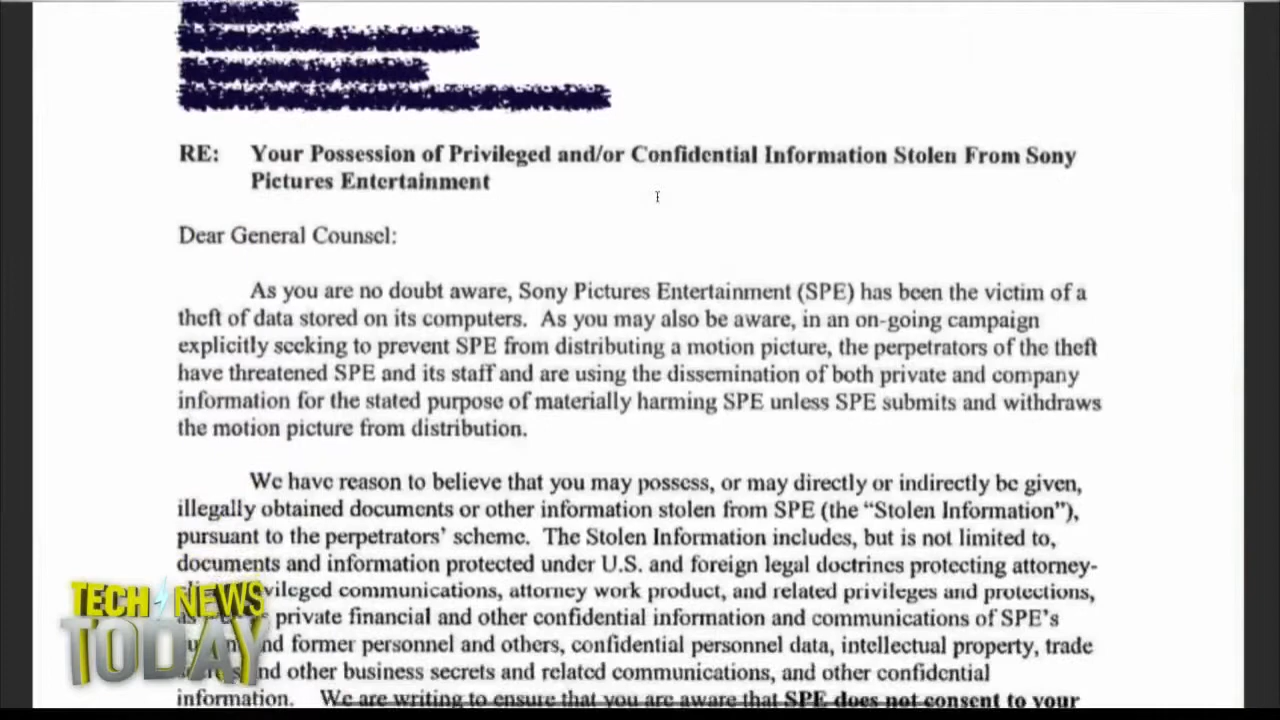 RE: Your Possession of Privileged and/or Confidential Information Stolen From Sony
Pictures Entertainment
Dear General Counsel:
As you are no doubt aware, Sony Pictures Entertainment (SPE) has been the victim of a
theft of data stored on its computers. As you may also be aware, in an on-going campaign
explicitly seeking to prevent SPE from distributing a motion picture, the perpetrators of the theft
have threatened SPE and its staff and are using the dissemination of both private and company
information for the stated purpose of materially harming SPE unless SPE submits and withdraws
the motion picture from distribution.
We have reason to believe that you may possess, or may directly or indirectly be given,
illegally obtained documents or other information stolen from SPE (the “Stolen Information”),
pursuant to the perpetrators’ scheme. The Stolen Information includes, but is not limited to,
documents and information protected under U.S. and foreign legal doctrines protecting attorney-
communications, attorney work product, and related privileges and protections,
private financial and other confidential information and communications of SPE’s
former personnel and others, confidential personnel data, intellectual property, trade
other business secrets and related communications, and other confidential
information. We are writing to ensure that you are aware that SPE does not consent to your
TECH NEWS
TODAY